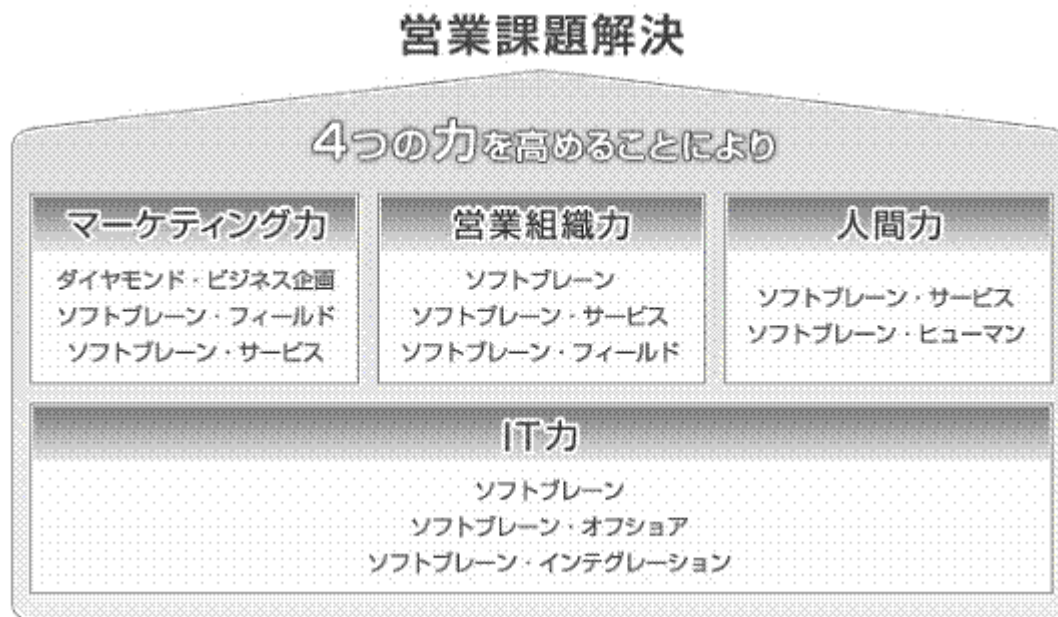 営業課題解決
4つの力を高めることにより
マーケティング力
ダイヤモンド・ビジネス企画
ソフトブレーン・フィールド
ソフトブレーン・サービス
営業組織力
ソフトブレーン
ソフトブレーン・サービス
ソフトブレーン・フィールド
人間力
ソフトブレーン・サービス
ソフトブレーン・ヒューマン
IT力
ソフトブレーン
ソフトブレーン・オフショア
ソフトブレーン・インテグレーション